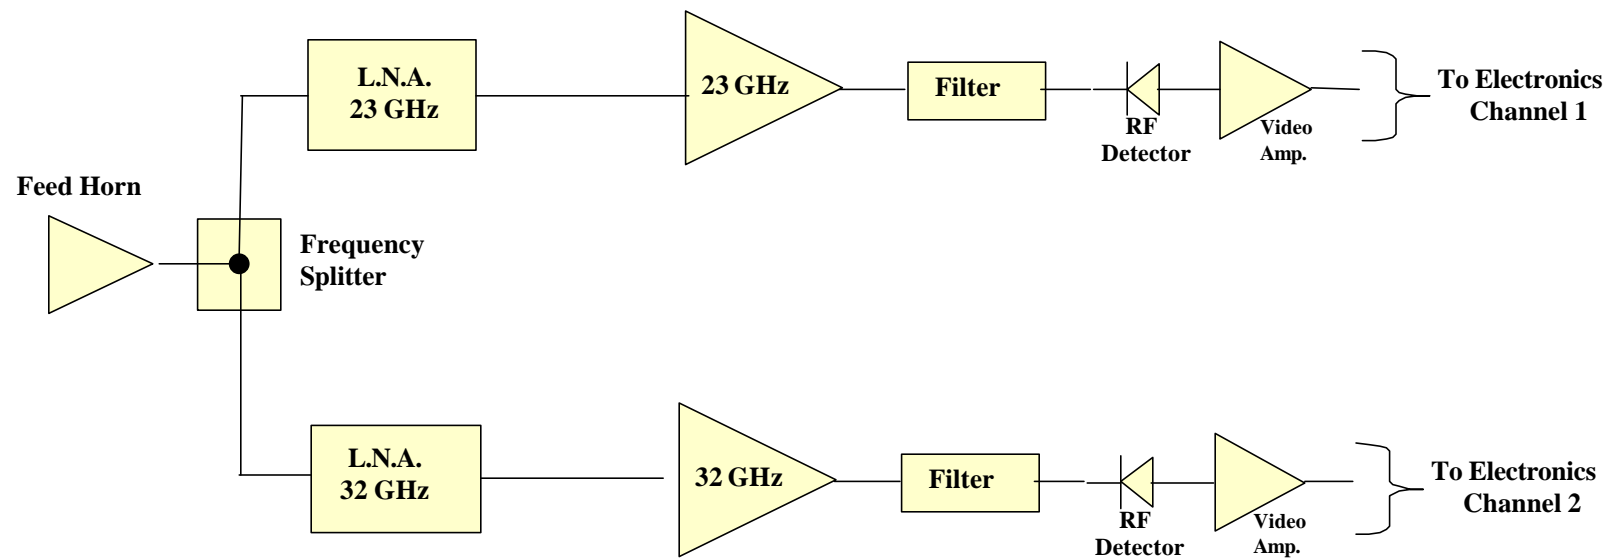 L.N.A.
23 GHz
23 GHz
Filter
RF
Detector
Video
Amp.
To Electronics
Channel 1
Feed Horn
Frequency
Splitter
L.N.A.
32 GHz
32 GHz
Filter
RF
Detector
Video
Amp.
To Electronics
Channel 2